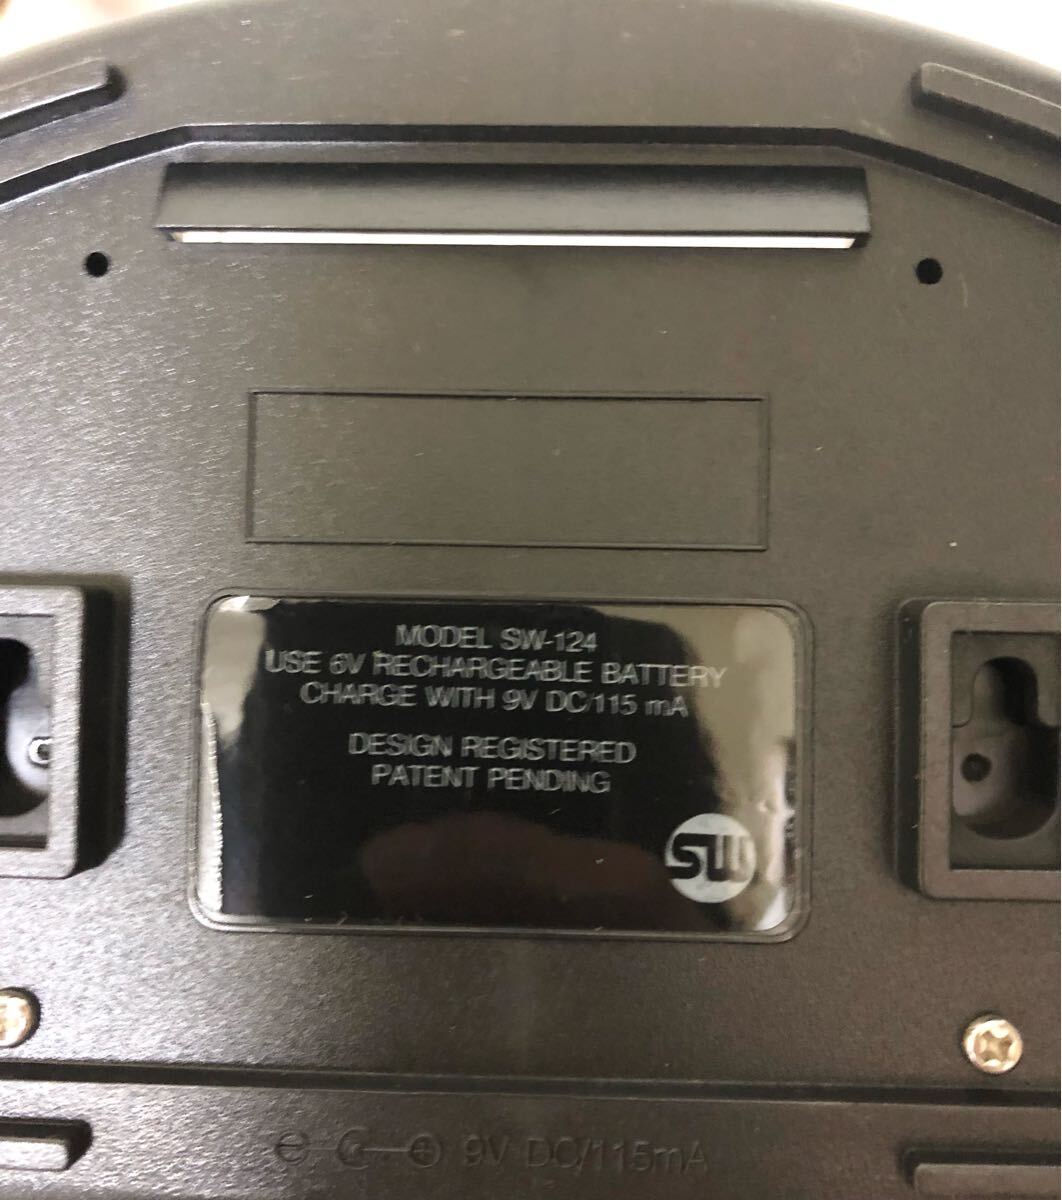 MODEL SW-124
USE 6V RECHARGEABLE BATTERY
CHARGE WITH 9V DC/115 mA
DESIGN REGISTERED
PATENT PENDING
SW
9V DC/115mA